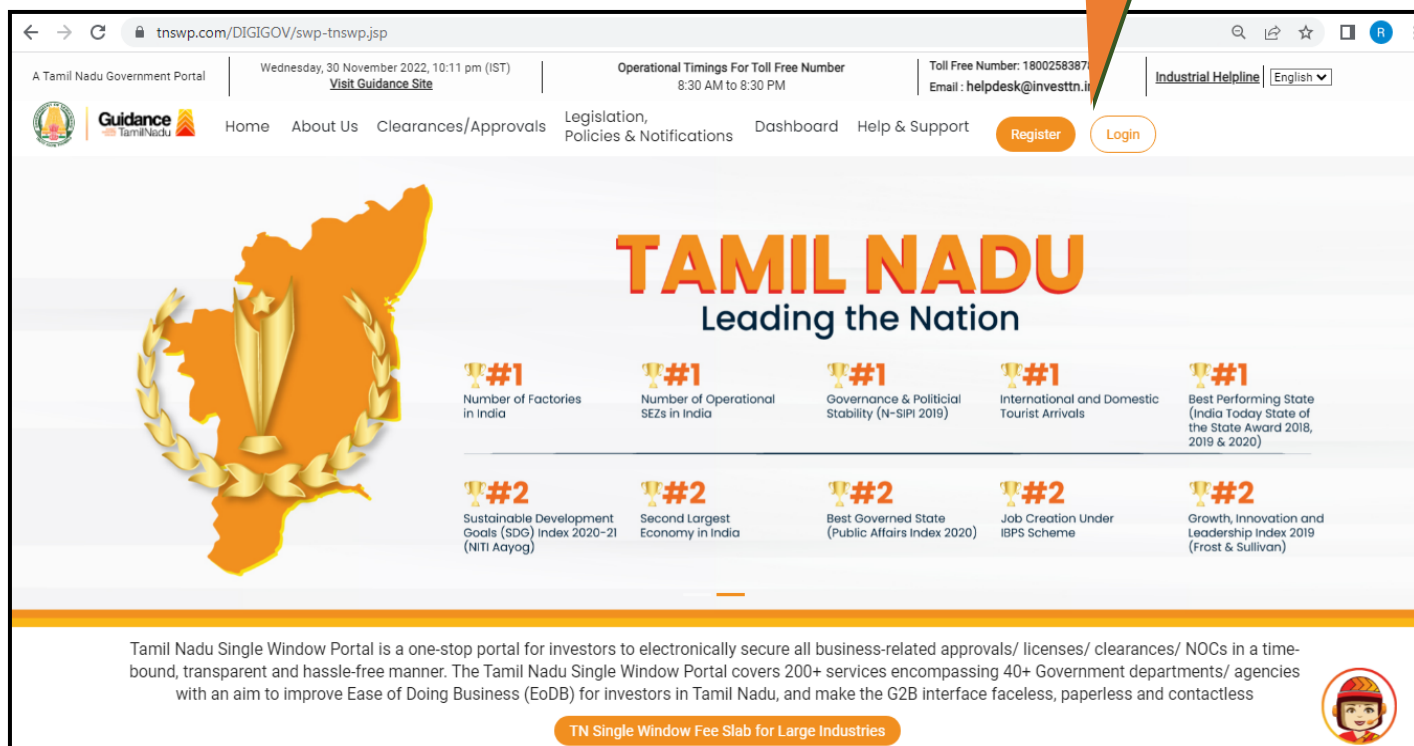 tnswp.com/DIGIGOV/swp-tnswp.jsp
R
A Tamil Nadu Government Portal
Wednesday, 30 November 2022, 10:11 pm (IST)
Visit Guidance Site
Operational Timings For Toll Free Number
8:30 AM to 8:30 PM
Toll Free Number: 1800258387
Email : helpdesk@investtn.in
Industrial Helpline
English
Guidance
TamilNadu
Home
About Us
Clearances/Approvals
Legislation,
Policies & Notifications
Dashboard
Help & Support
Register
Login
TAMIL NADU
Leading the Nation
#1
Number of Factories
in India
#1
Number of Operational
SEZs in India
#1
Governance & Politicial
Stability (N-SIPI 2019)
#1
International and Domestic
Tourist Arrivals
#1
Best Performing State
(India Today State of
the State Award 2018,
2019 & 2020)
#2
Sustainable Development
Goals (SDG) Index 2020-21
(NITI Aayog)
#2
Second Largest
Economy in India
#2
Best Governed State
(Public Affairs Index 2020)
#2
Job Creation Under
IBPS Scheme
#2
Growth, Innovation and
Leadership Index 2019
(Frost & Sullivan)
Tamil Nadu Single Window Portal is a one-stop portal for investors to electronically secure all business-related approvals/ licenses/ clearances/ NOCs in a time-
bound, transparent and hassle-free manner. The Tamil Nadu Single Window Portal covers 200+ services encompassing 40+ Government departments/ agencies
with an aim to improve Ease of Doing Business (EoDB) for investors in Tamil Nadu, and make the G2B interface faceless, paperless and contactless
TN Single Window Fee Slab for Large Industries